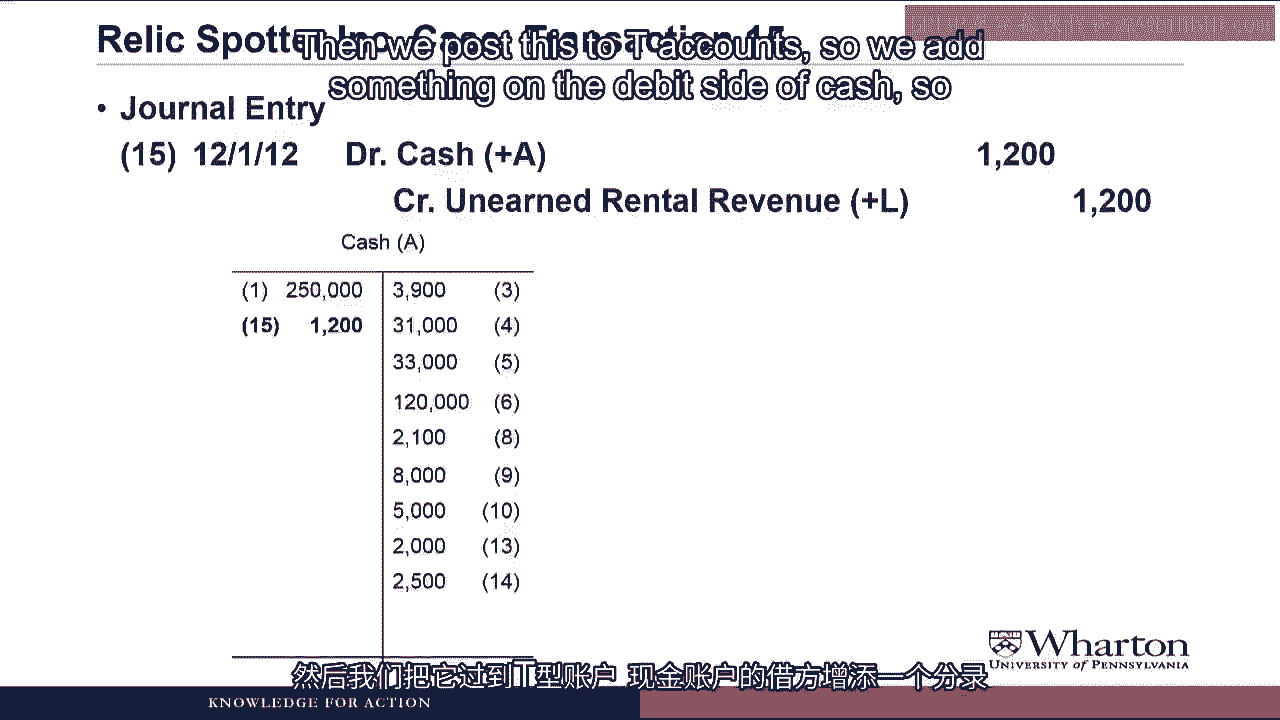 Relic Spotter Inc. Case: Transaction 15
Then we post this to T accounts, so we add
something on the debit side of cash, so
• Journal Entry
(15) 12/1/12 Dr. Cash (+A) 1,200
Cr. Unearned Rental Revenue (+L) 1,200
Cash (A)
(1) 250,000 3,900 (3)
(15) 1,200 31,000 (4)
33,000 (5)
120,000 (6)
2,100 (8)
8,000 (9)
5,000 (10)
2,000 (13)
2,500 (14)
Wharton
UNIVERSITY of PENNSYLVANIA
然后我们把它过到T型账户 现金账户的借方增添一个分录
KNOWLEDGE FOR ACTION